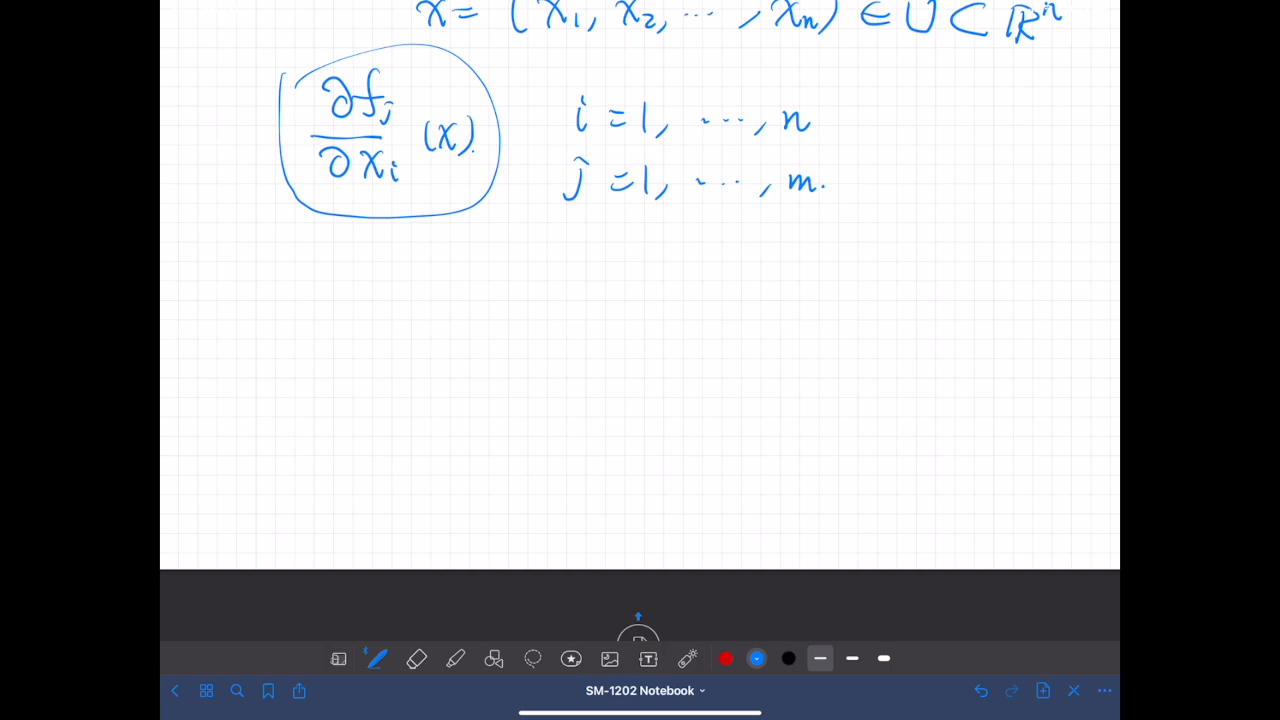 x = (x₁, x₂, ⋯, xₙ) ∈ U ⊂ ℝⁿ
∂fⱼ/∂xᵢ (x). i = 1, ⋯, n
j = 1, ⋯, m.
SM-1202 Notebook